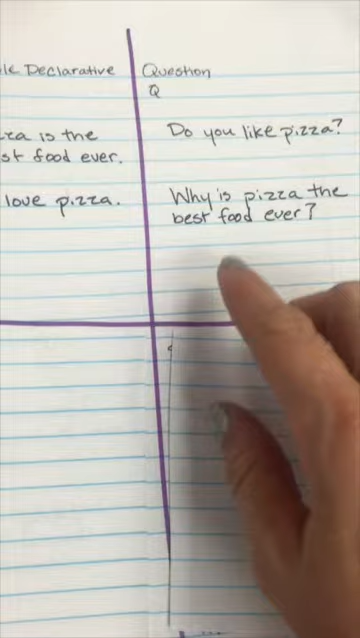 Declarative
Question
Q
is the
food ever.
love pizza.
Do you like pizza?
Why is pizza the
best food ever?